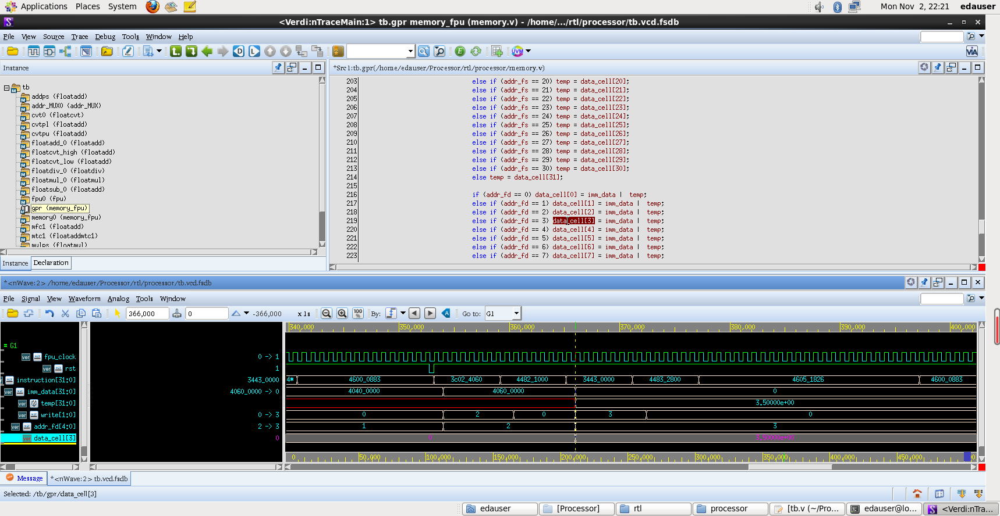 Applications Places System
Mon Nov 2, 22:21 edauser
<Verdi:nTraceMain:1> tb.gpr memory_fpu (memory.v) - /home/.../rtl/processor/tb.vcd.fsdb
File View Source Trace Debug Tools Window Help
D L E UVM VIA
Instance
*Src1:tb.gpr(/home/edauser/Processor/rtl/processor/memory.v)
tb
addps (floatadd)
addr_MUX0 (addr_MUX)
cvt0 (floatcvt)
cvtpl (floatadd)
cvtpu (floatadd)
floatadd_0 (floatadd)
floatcvt_high (floatadd)
floatcvt_low (floatadd)
floatdiv_0 (floatdiv)
floatmul_0 (floatmul)
floatsub_0 (floatadd)
fpu0 (fpu)
gpr (memory_fpu)
memory0 (memory_fpu)
mfc1 (floatadd)
mtc1 (floataddmtc1)
mulps (floatmul)
Instance Declaration
203 else if (addr_fs == 20) temp = data_cell[20];
204 else if (addr_fs == 21) temp = data_cell[21];
205 else if (addr_fs == 22) temp = data_cell[22];
206 else if (addr_fs == 23) temp = data_cell[23];
207 else if (addr_fs == 24) temp = data_cell[24];
208 else if (addr_fs == 25) temp = data_cell[25];
209 else if (addr_fs == 26) temp = data_cell[26];
210 else if (addr_fs == 27) temp = data_cell[27];
211 else if (addr_fs == 28) temp = data_cell[28];
212 else if (addr_fs == 29) temp = data_cell[29];
213 else if (addr_fs == 30) temp = data_cell[30];
214 else temp = data_cell[31];
215
216 if (addr_fd == 0) data_cell[0] = imm_data | temp;
217 else if (addr_fd == 1) data_cell[1] = imm_data | temp;
218 else if (addr_fd == 2) data_cell[2] = imm_data | temp;
219 else if (addr_fd == 3) data_cell[3] = imm_data | temp;
220 else if (addr_fd == 4) data_cell[4] = imm_data | temp;
221 else if (addr_fd == 5) data_cell[5] = imm_data | temp;
222 else if (addr_fd == 6) data_cell[6] = imm_data | temp;
223 else if (addr_fd == 7) data_cell[7] = imm_data | temp;
*<nWave:2> /home/edauser/Processor/rtl/processor/tb.vcd.fsdb
File Signal View Waveform Analog Tools Window
366,000 0 -366,000 x 1s 100% By: A Go to: G1
340,000 350,000 360,000 370,000 380,000 390,000 400,000
= G1
ver fpu_clock 0 -> 1
ver rst 1
instruction[31:0] 3443_0000 4* 4600_0883 3c02_4060 4482_1000 3443_0000 4483_2800 4605_1826 4600_0883
ver imm_data[31:0] 4060_0000 -> 0 4040_0000 4060_0000 0
ver temp[31:0] 3.50000e+00
ver write[1:0] 0 -> 3 0 2 0 3 0
ver addr_fd[4:0] 2 -> 3 1 2 3
ver data_cell[3] 0
0 50,000 100,000 150,000 200,000 250,000 300,000 350,000 400,000 450,000 0
Message *<nWave:2> tb.vcd.fsdb
Selected: /tb/gpr/data_cell[3]
edauser [Processor] rtl processor [tb.v (~/Pro... edauser@lo... <Verdi:nTra...